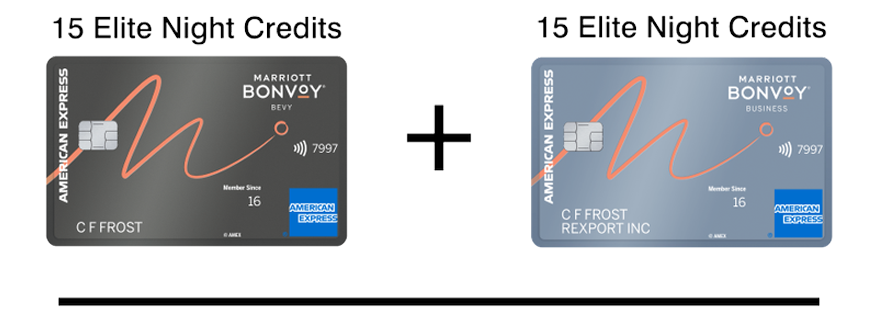 15 Elite Night Credits
AMERICAN EXPRESS
MARRIOTT
BONVOY
BEVY
7997
Member Since
16
C F FROST
AMERICAN
EXPRESS
© AMEX
+
15 Elite Night Credits
AMERICAN EXPRESS
MARRIOTT
BONVOY
BUSINESS
7997
Member Since
16
C F FROST
REXPORT INC
AMERICAN
EXPRESS
© AMEX